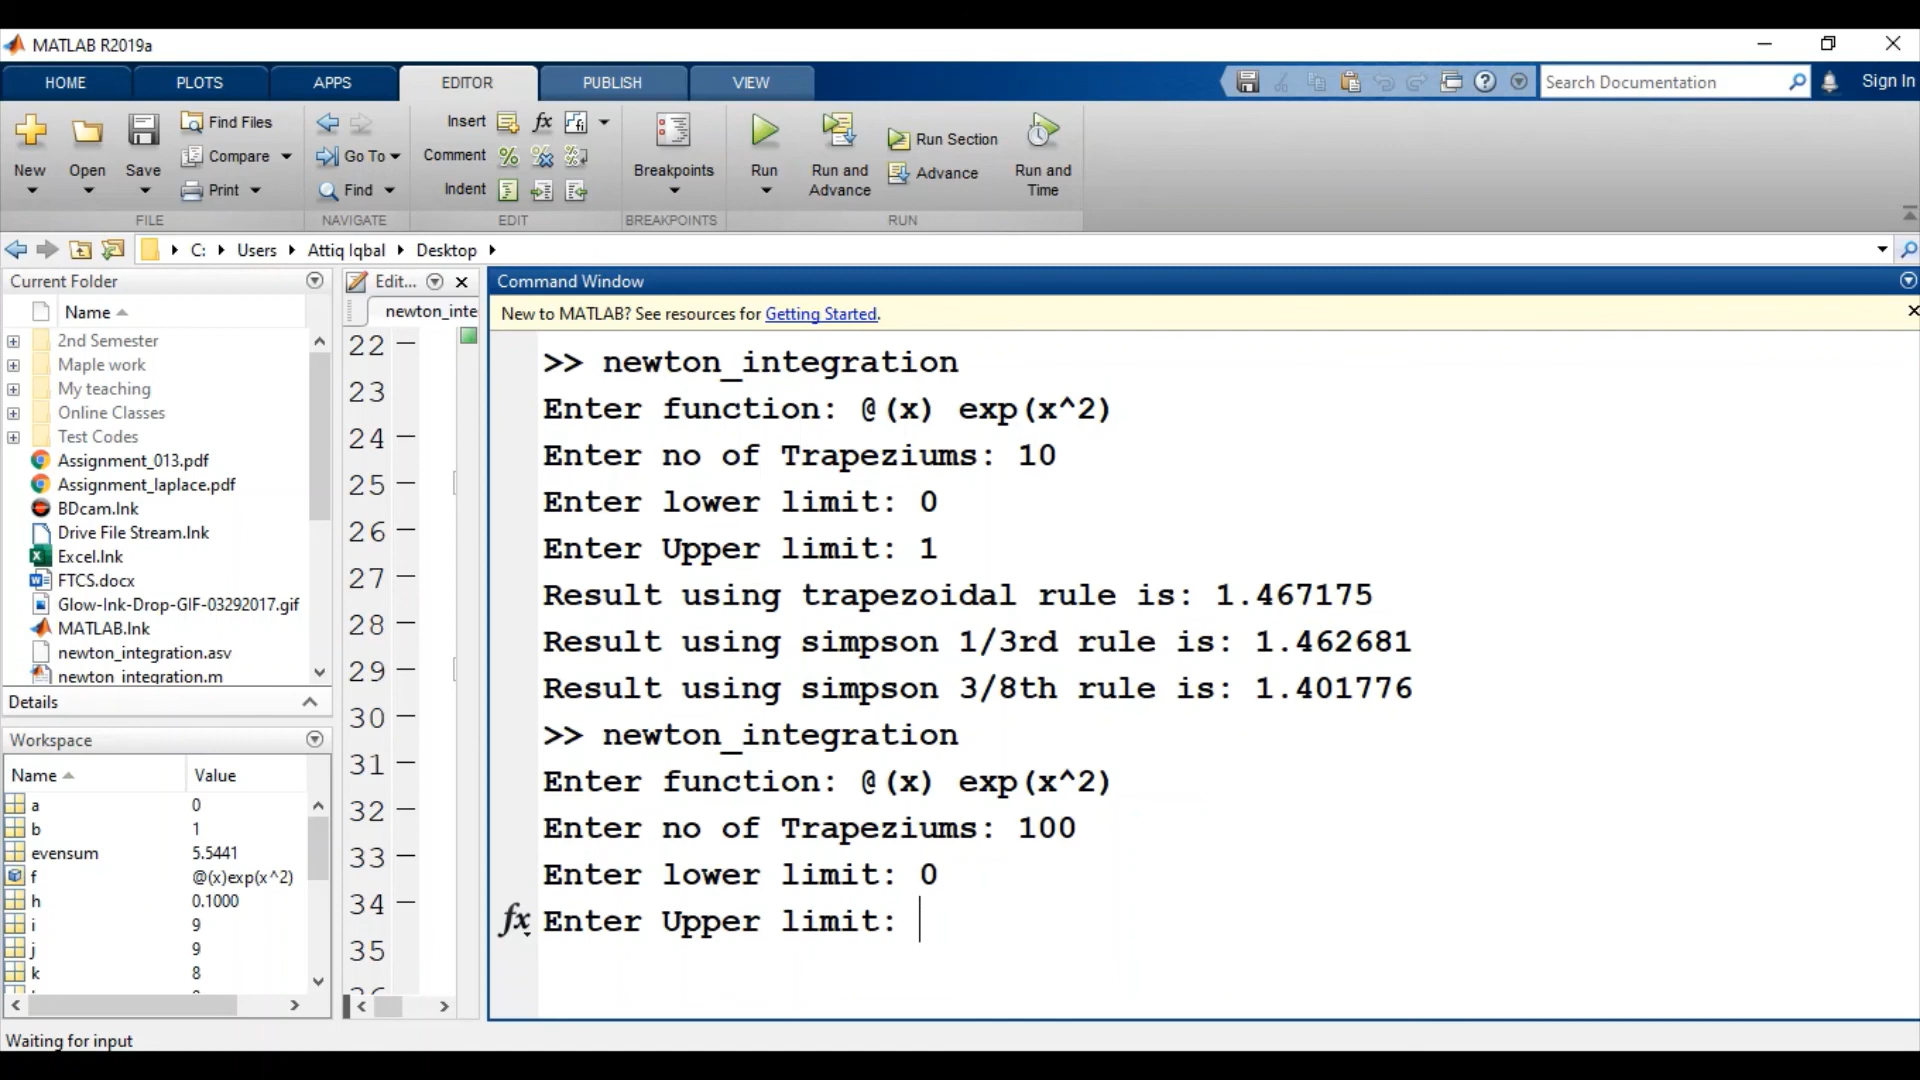 MATLAB R2019a
HOME PLOTS APPS EDITOR PUBLISH VIEW Search Documentation Sign In
New Open Save Find Files Compare Print
Go To Find
Insert fx Comment Indent
Breakpoints
Run Run and Advance Run Section Advance Run and Time
FILE NAVIGATE EDIT BREAKPOINTS RUN
C: Users Attiq Iqbal Desktop
Current Folder
Name
2nd Semester
Maple work
My teaching
Online Classes
Test Codes
Assignment_013.pdf
Assignment_laplace.pdf
BDcam.lnk
Drive File Stream.lnk
Excel.lnk
FTCS.docx
Glow-Ink-Drop-GIF-03292017.gif
MATLAB.lnk
newton_integration.asv
newton_integration.m
Details
Workspace
Name Value
a 0
b 1
evensum 5.5441
f @(x)exp(x^2)
h 0.1000
i 9
j 9
k 8
Edit...
newton_inte
22
23
24
25
26
27
28
29
30
31
32
33
34
35
Command Window
New to MATLAB? See resources for Getting Started.
>> newton_integration
Enter function: @(x) exp(x^2)
Enter no of Trapeziums: 10
Enter lower limit: 0
Enter Upper limit: 1
Result using trapezoidal rule is: 1.467175
Result using simpson 1/3rd rule is: 1.462681
Result using simpson 3/8th rule is: 1.401776
>> newton_integration
Enter function: @(x) exp(x^2)
Enter no of Trapeziums: 100
Enter lower limit: 0
fx Enter Upper limit:
Waiting for input